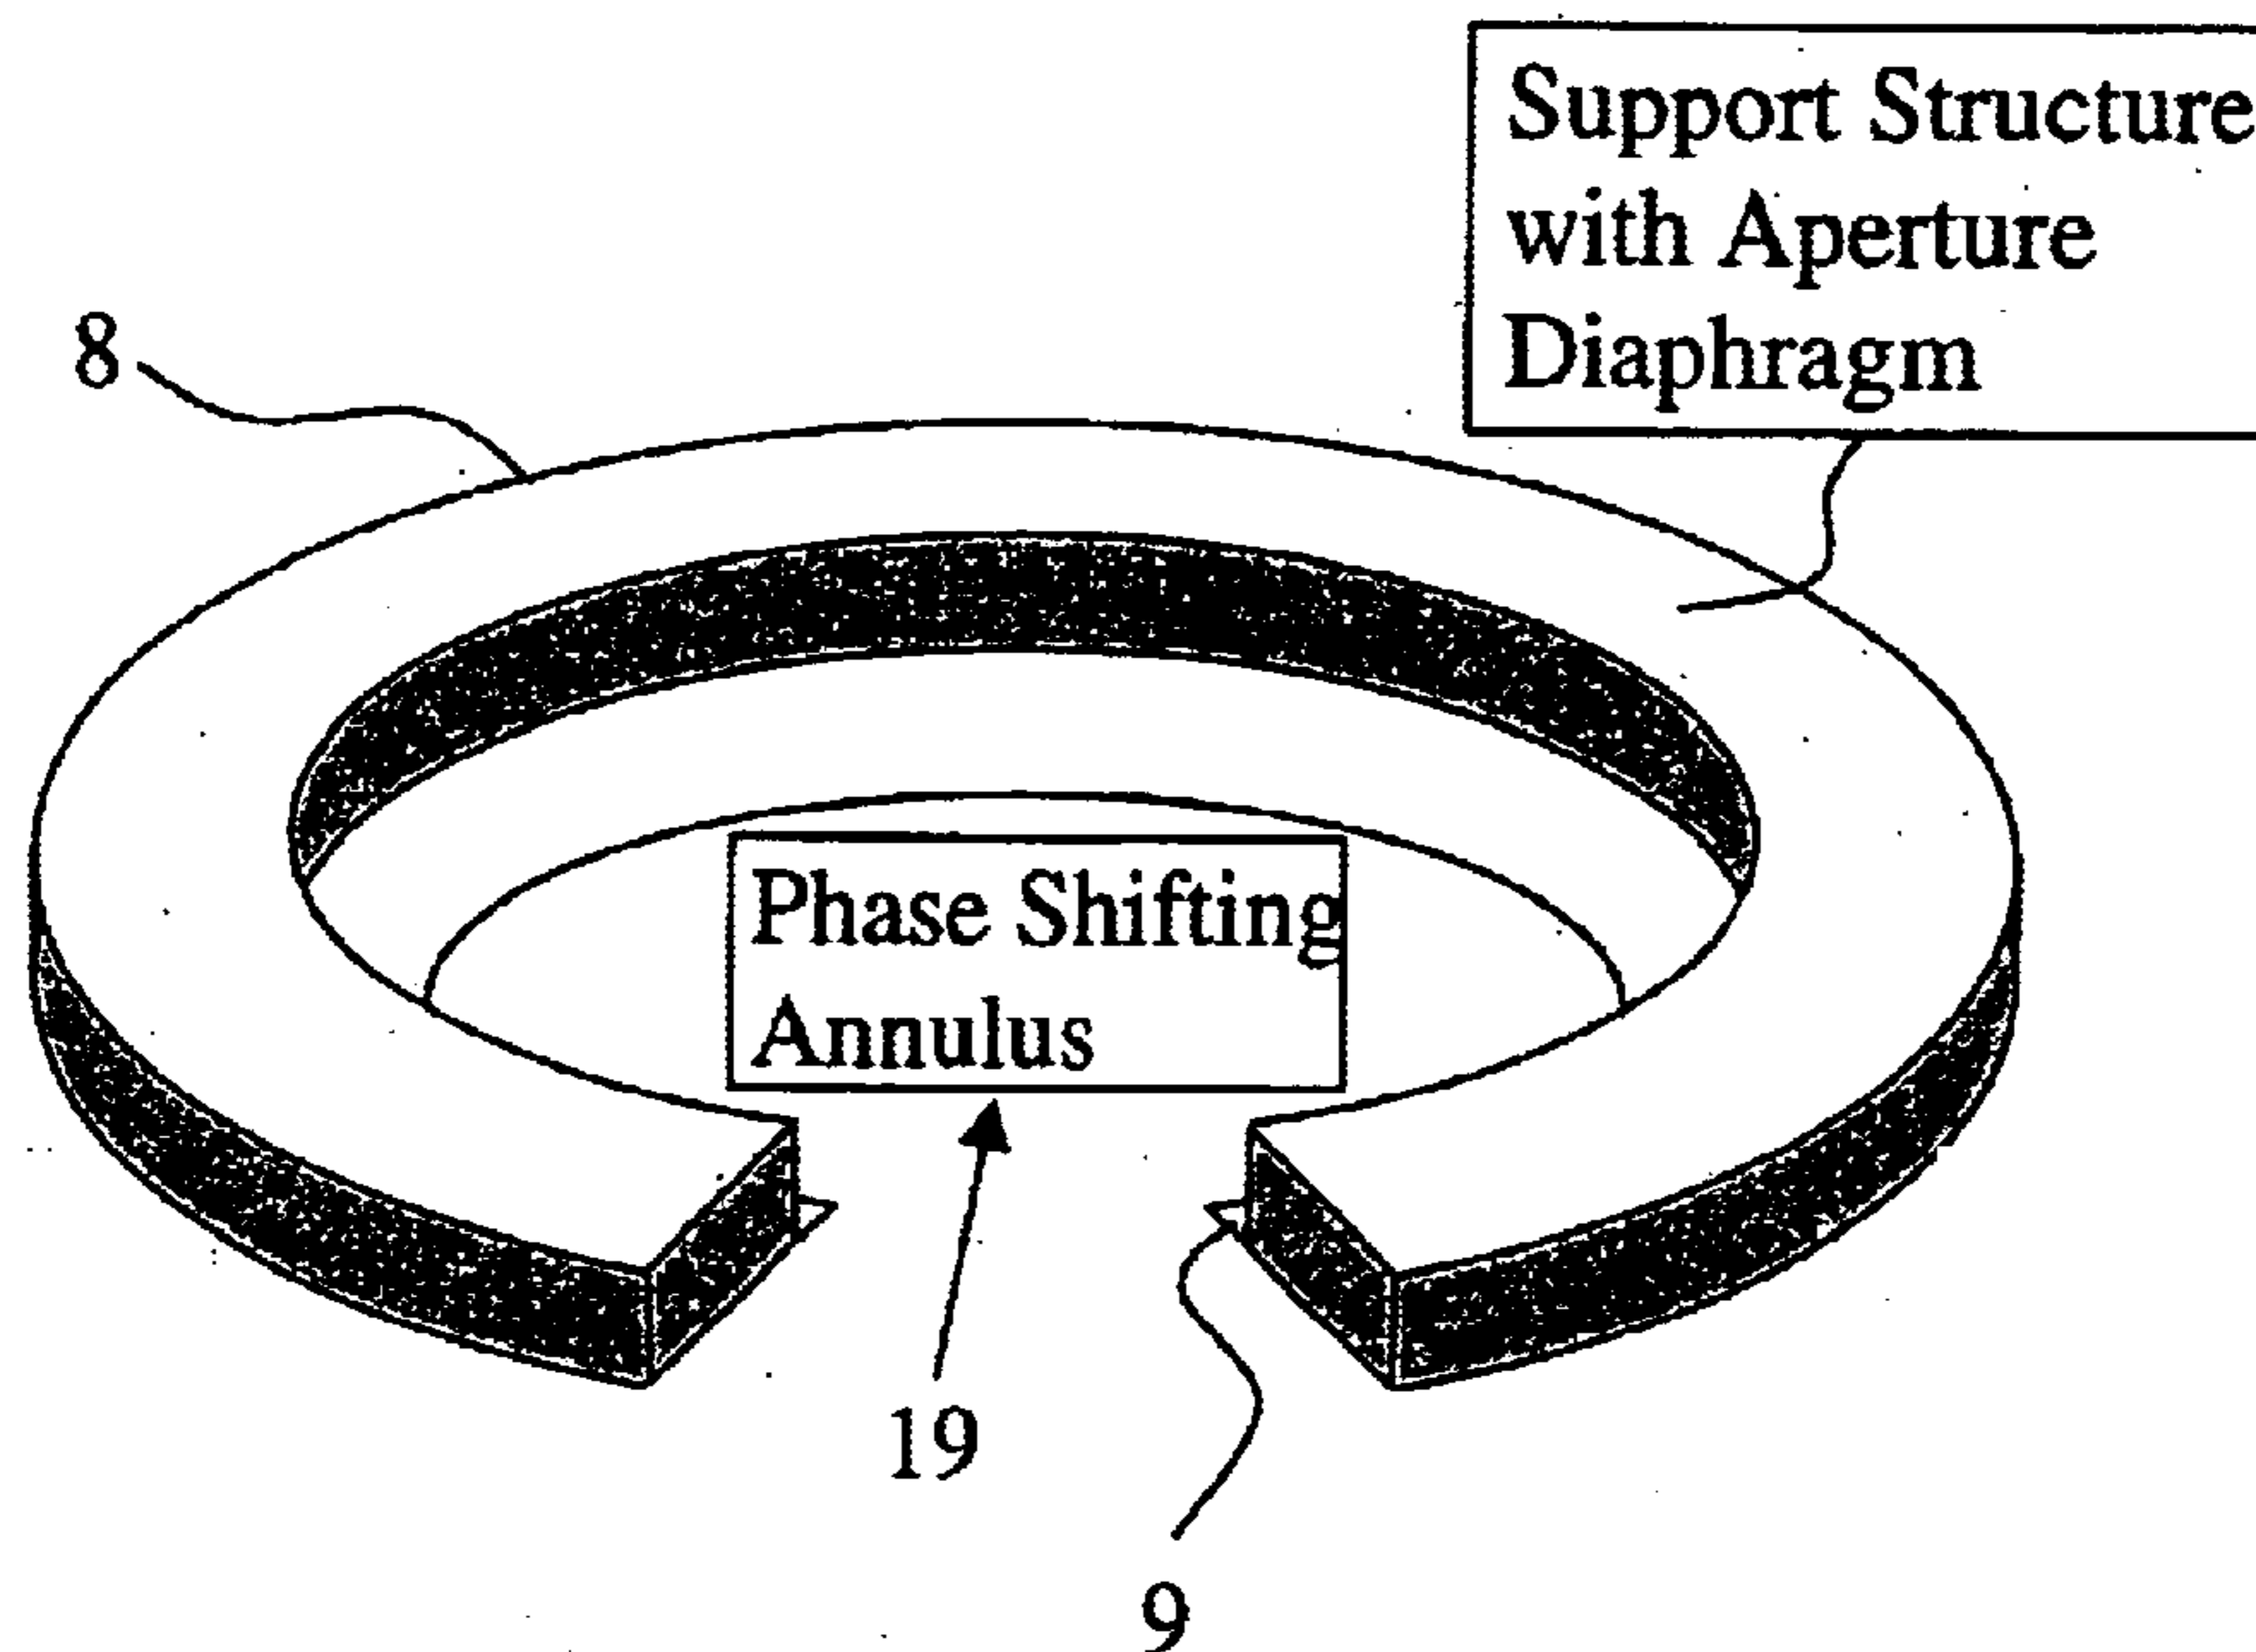 Support Structure
with Aperture
Diaphragm
8
Phase Shifting
Annulus
19
9